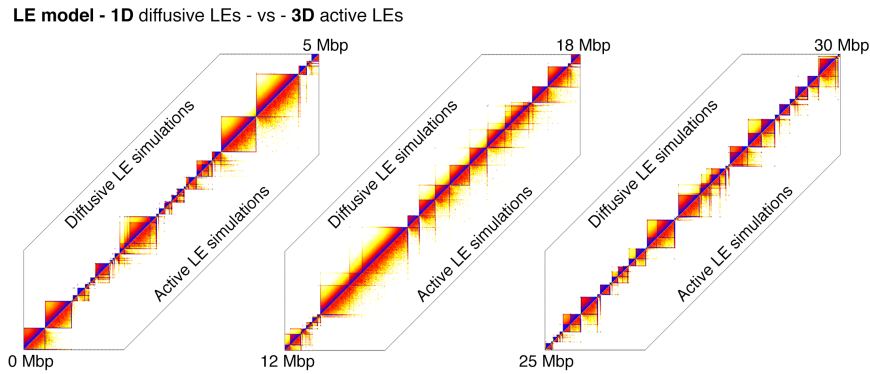 LE model - 1D diffusive LEs - vs - 3D active LEs
5 Mbp
18 Mbp
30 Mbp
Diffusive LE simulations
Diffusive LE simulations
Diffusive LE simulations
Active LE simulations
Active LE simulations
Active LE simulations
0 Mbp
12 Mbp
25 Mbp